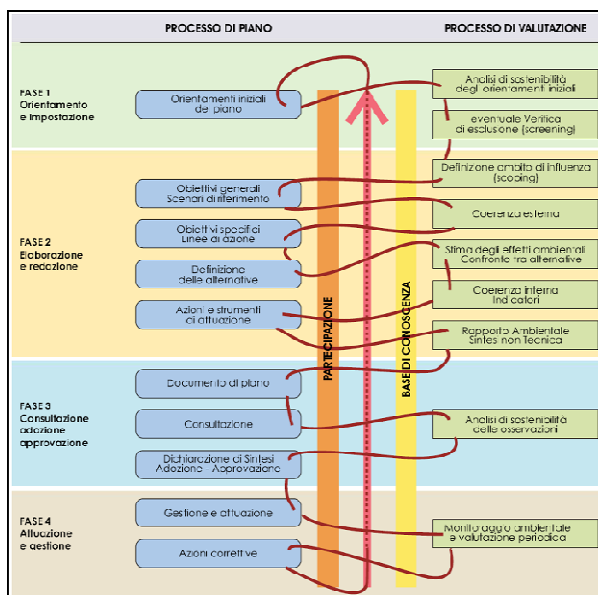 PROCESSO DI PIANO
PROCESSO DI VALUTAZIONE
FASE 1
Orientamento
e impostazione
Orientamenti iniziali
del piano
Analisi di sostenibilità
degli orientamenti iniziali
eventuale Verifica
di esclusione (screening)
FASE 2
Elaborazione
e redazione
Obiettivi generali
Scenari di riferimento
Obiettivi specifici
Linee di azione
Definizione
delle alternative
Azioni e strumenti
di attuazione
Definizione ambito di influenza
(scoping)
Coerenza esterna
Stima degli effetti ambientali
Confronto tra alternative
Coerenza interna
Indicatori
Rapporto Ambientale
Sintesi non Tecnica
PARTECIPAZIONE
BASE DI CONOSCENZA
FASE 3
Consultazione
adozione
approvazione
Documento di piano
Consultazione
Dichiarazione di Sintesi
Adozione - Approvazione
Analisi di sostenibilità
delle osservazioni
FASE 4
Attuazione
e gestione
Gestione e attuazione
Azioni correttive
Monitoraggio ambientale
e valutazione periodica